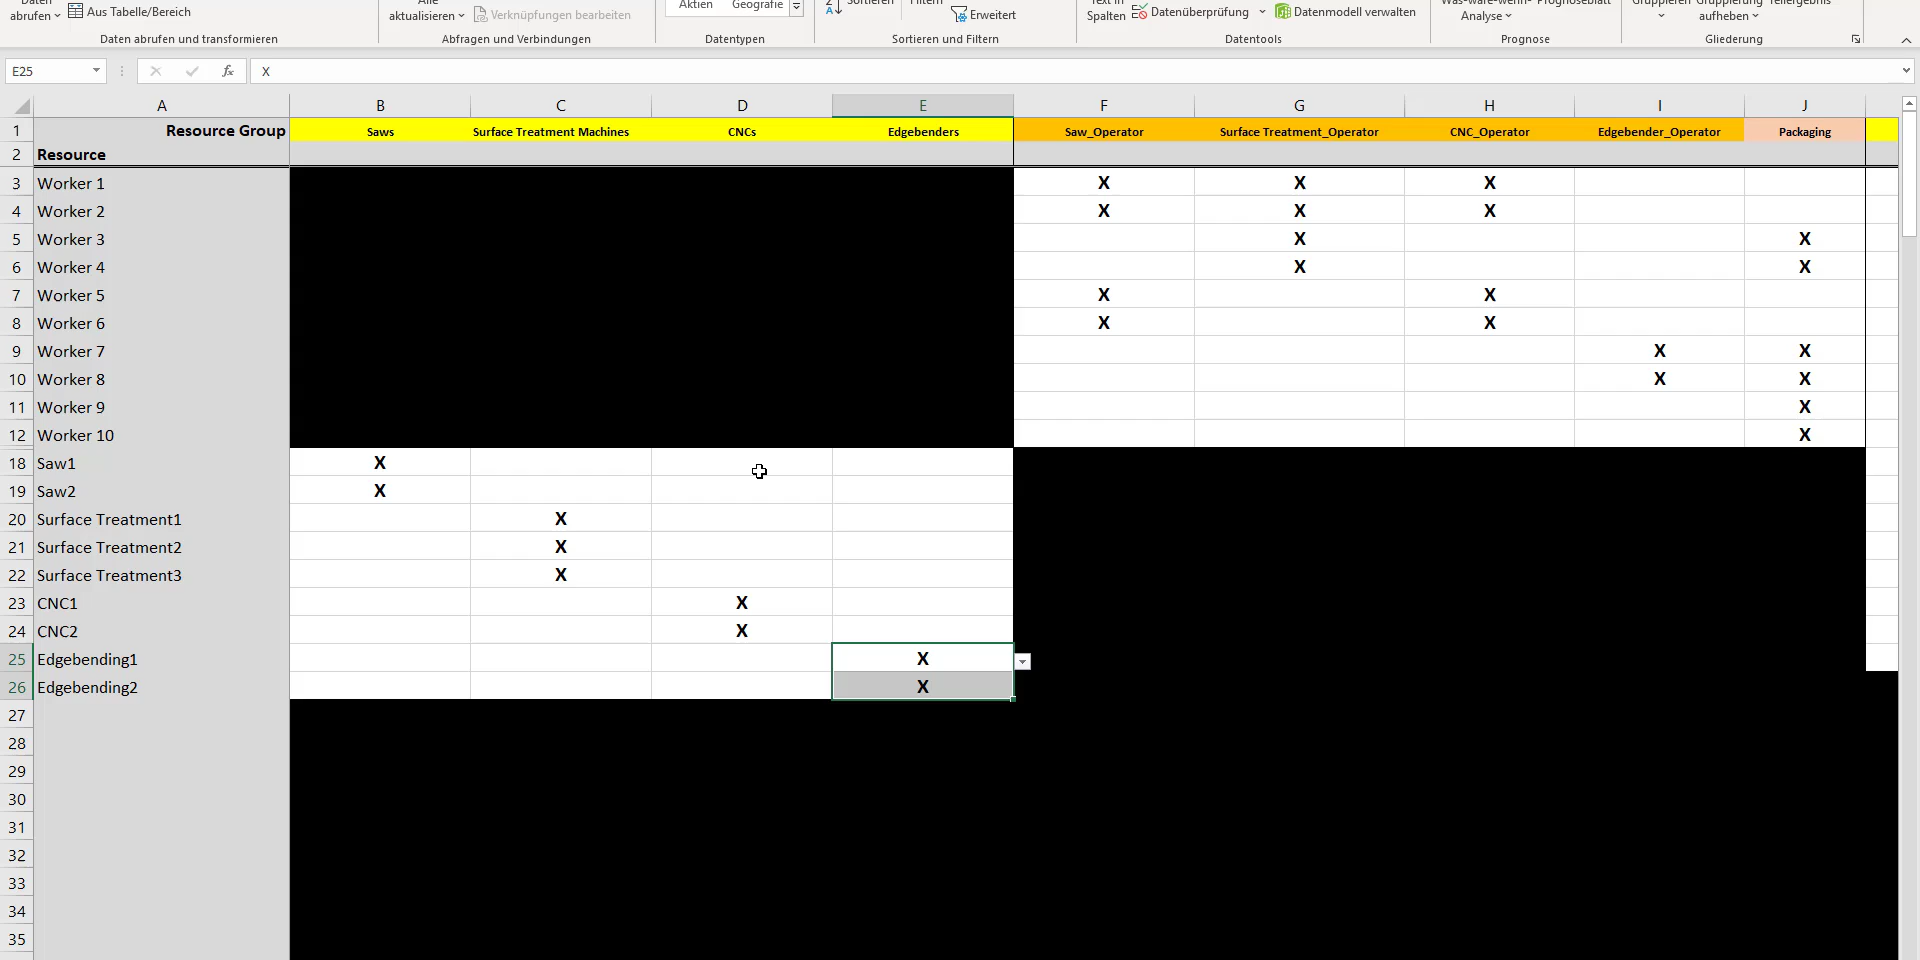 Daten
abrufen Aus Tabelle/Bereich
Daten abrufen und transformieren
Alle
aktualisieren Verknüpfungen bearbeiten
Abfragen und Verbindungen
Aktien Geografie
Datentypen
Sortieren Filtern
Erweitert
Sortieren und Filtern
Text in
Spalten Datenüberprüfung Datenmodell verwalten
Datentools
Was-wäre-wenn- Prognoseblatt
Analyse
Prognose
Gruppieren Gruppierung Teilergebnis
aufheben
Gliederung
E25 fx X
A B C D E F G H I J
1 Resource Group Saws Surface Treatment Machines CNCs Edgebenders Saw_Operator Surface Treatment_Operator CNC_Operator Edgebender_Operator Packaging
2 Resource
3 Worker 1 X X X
4 Worker 2 X X X
5 Worker 3 X X
6 Worker 4 X X
7 Worker 5 X X
8 Worker 6 X X
9 Worker 7 X X
10 Worker 8 X X
11 Worker 9 X
12 Worker 10 X
18 Saw1 X
19 Saw2 X
20 Surface Treatment1 X
21 Surface Treatment2 X
22 Surface Treatment3 X
23 CNC1 X
24 CNC2 X
25 Edgebending1 X
26 Edgebending2 X
27
28
29
30
31
32
33
34
35